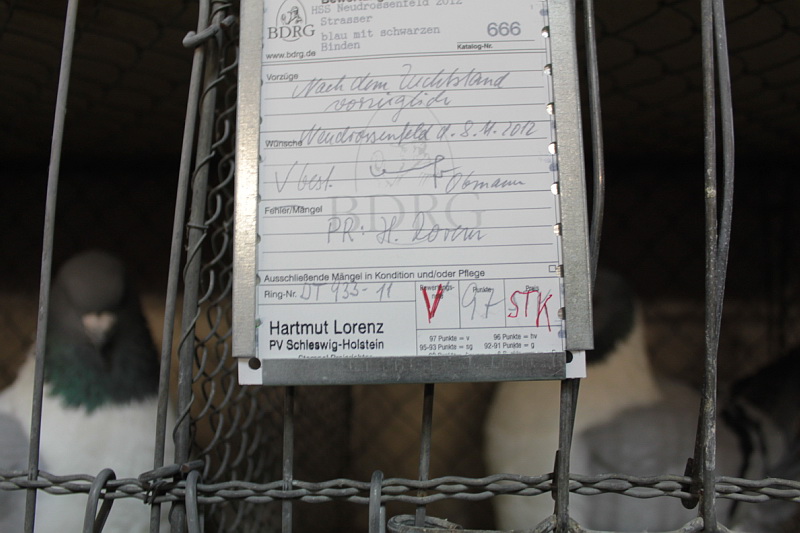 HSS Neudrossenfeld 2012
Strasser
BDRG
blau mit schwarzen
Binden
666
www.bdrg.de
Katalog-Nr.
Vorzüge
Nach dem Zuchtstand
vorzüglich
Wünsche Neudrossenfeld d. 8.11.2012
V best. Obmann
Fehler/Mängel
BDRG
PR: H. Lorenz
Ausschließende Mängel in Kondition und/oder Pflege
Ring-Nr. DT 933-11
Punkte
Preis
V 97 STK
Hartmut Lorenz
PV Schleswig-Holstein
97 Punkte = v 96 Punkte = hv
95-93 Punkte = sg 92-91 Punkte = g